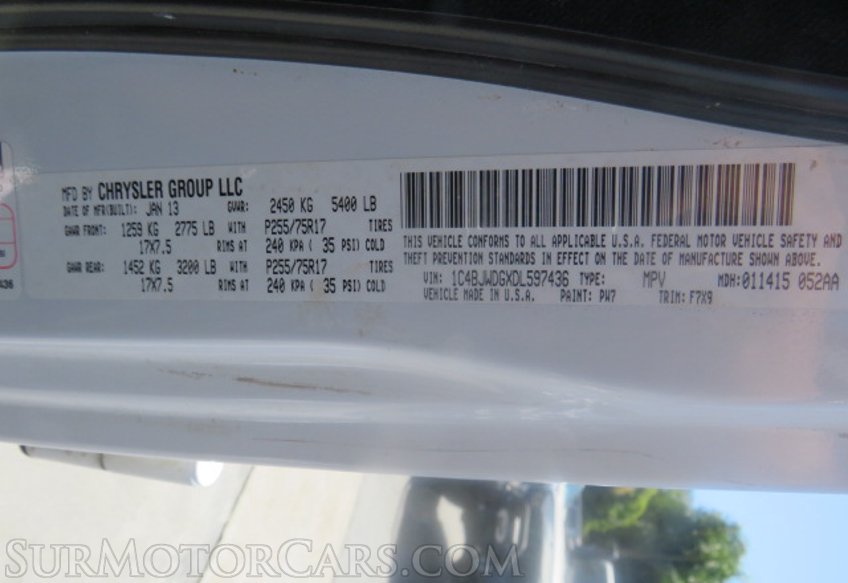 MFD BY CHRYSLER GROUP LLC
DATE OF MFR(BUILT): JAN 13 GVWR: 2450 KG 5400 LB
GAWR FRONT: 1259 KG 2775 LB WITH P255/75R17 TIRES
17X7.5 RIMS AT 240 KPA ( 35 PSI) COLD
GAWR REAR: 1452 KG 3200 LB WITH P255/75R17 TIRES
17X7.5 RIMS AT 240 KPA ( 35 PSI) COLD
THIS VEHICLE CONFORMS TO ALL APPLICABLE U.S.A. FEDERAL MOTOR VEHICLE SAFETY AND
THEFT PREVENTION STANDARDS IN EFFECT ON THE DATE OF MANUFACTURE SHOWN ABOVE.
VIN: 1C4BJWDGXDL597436 TYPE: MPV MDH:011415 052AA
VEHICLE MADE IN U.S.A. PAINT: PW7 TRIM: F7X9
436
SURMOTORCARS.COM